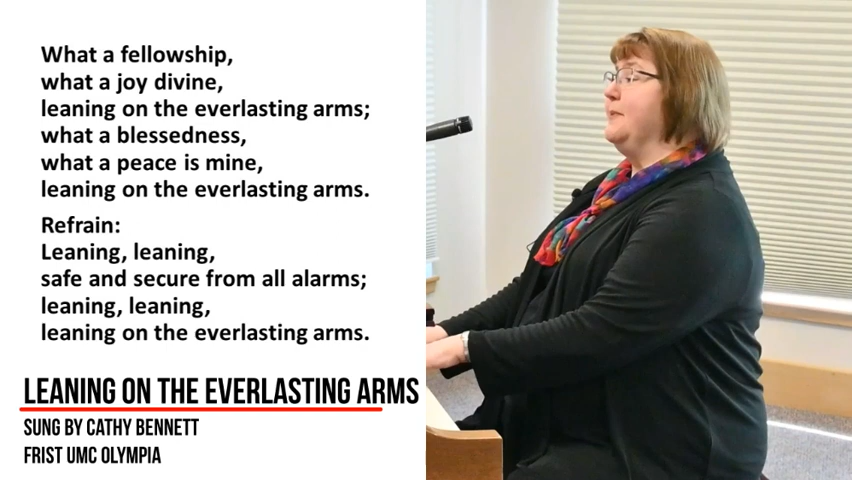 What a fellowship,
what a joy divine,
leaning on the everlasting arms;
what a blessedness,
what a peace is mine,
leaning on the everlasting arms.
Refrain:
Leaning, leaning,
safe and secure from all alarms;
leaning, leaning,
leaning on the everlasting arms.
LEANING ON THE EVERLASTING ARMS
SUNG BY CATHY BENNETT
FRIST UMC OLYMPIA